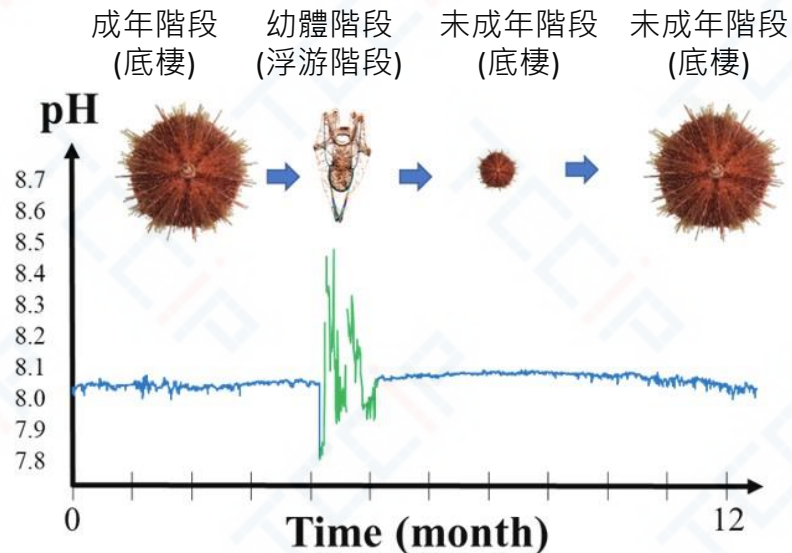 成年階段
(底棲)
幼體階段
(浮游階段)
未成年階段
(底棲)
未成年階段
(底棲)
pH
8.7
8.6
8.5
8.4
8.3
8.2
8.1
8.0
7.9
7.8
0
12
Time (month)
TCCIP